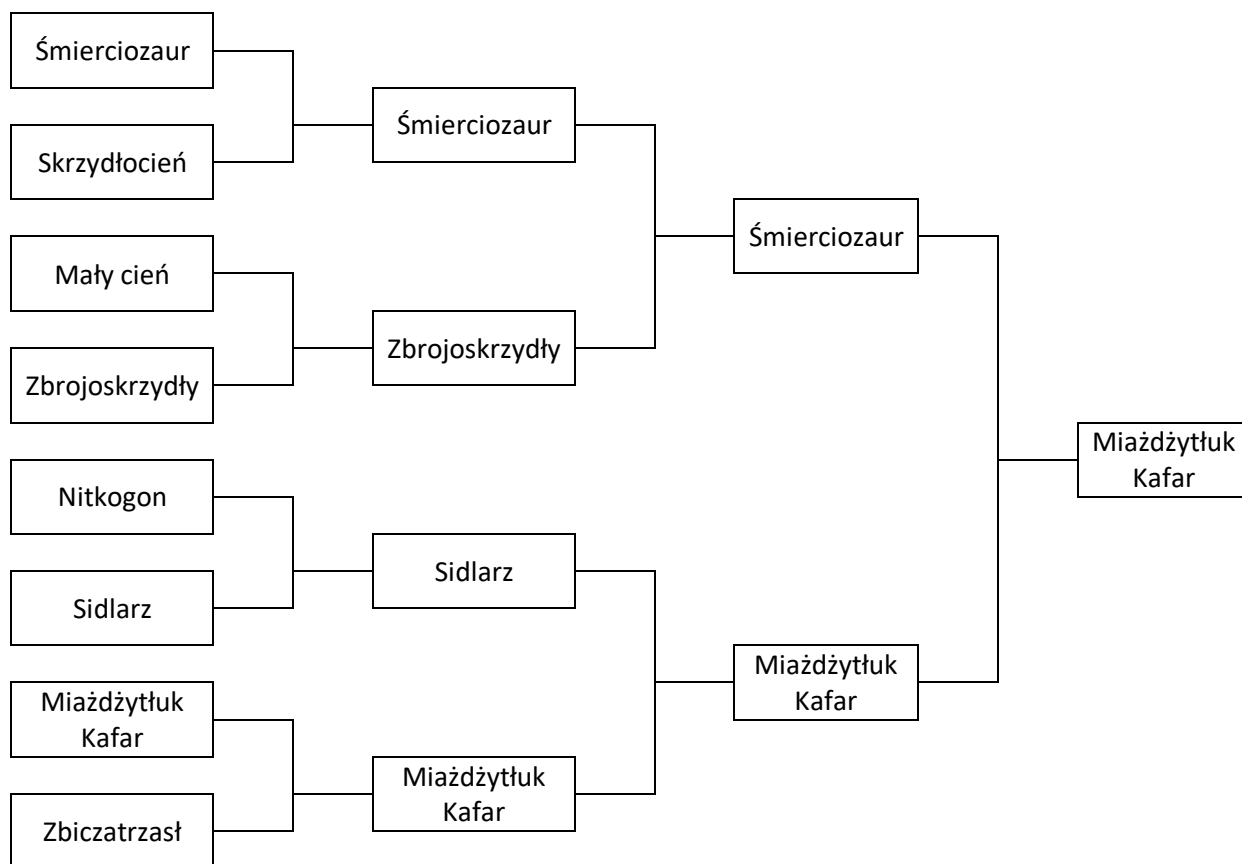 Śmierciozaur
Skrzydłocień
Mały cień
Zbrojoskrzydły
Nitkogon
Sidlarz
Miażdżytłuk
Kafar
Zbiczatrzasł
Śmierciozaur
Zbrojoskrzydły
Sidlarz
Miażdżytłuk
Kafar
Śmierciozaur
Miażdżytłuk
Kafar
Miażdżytłuk
Kafar